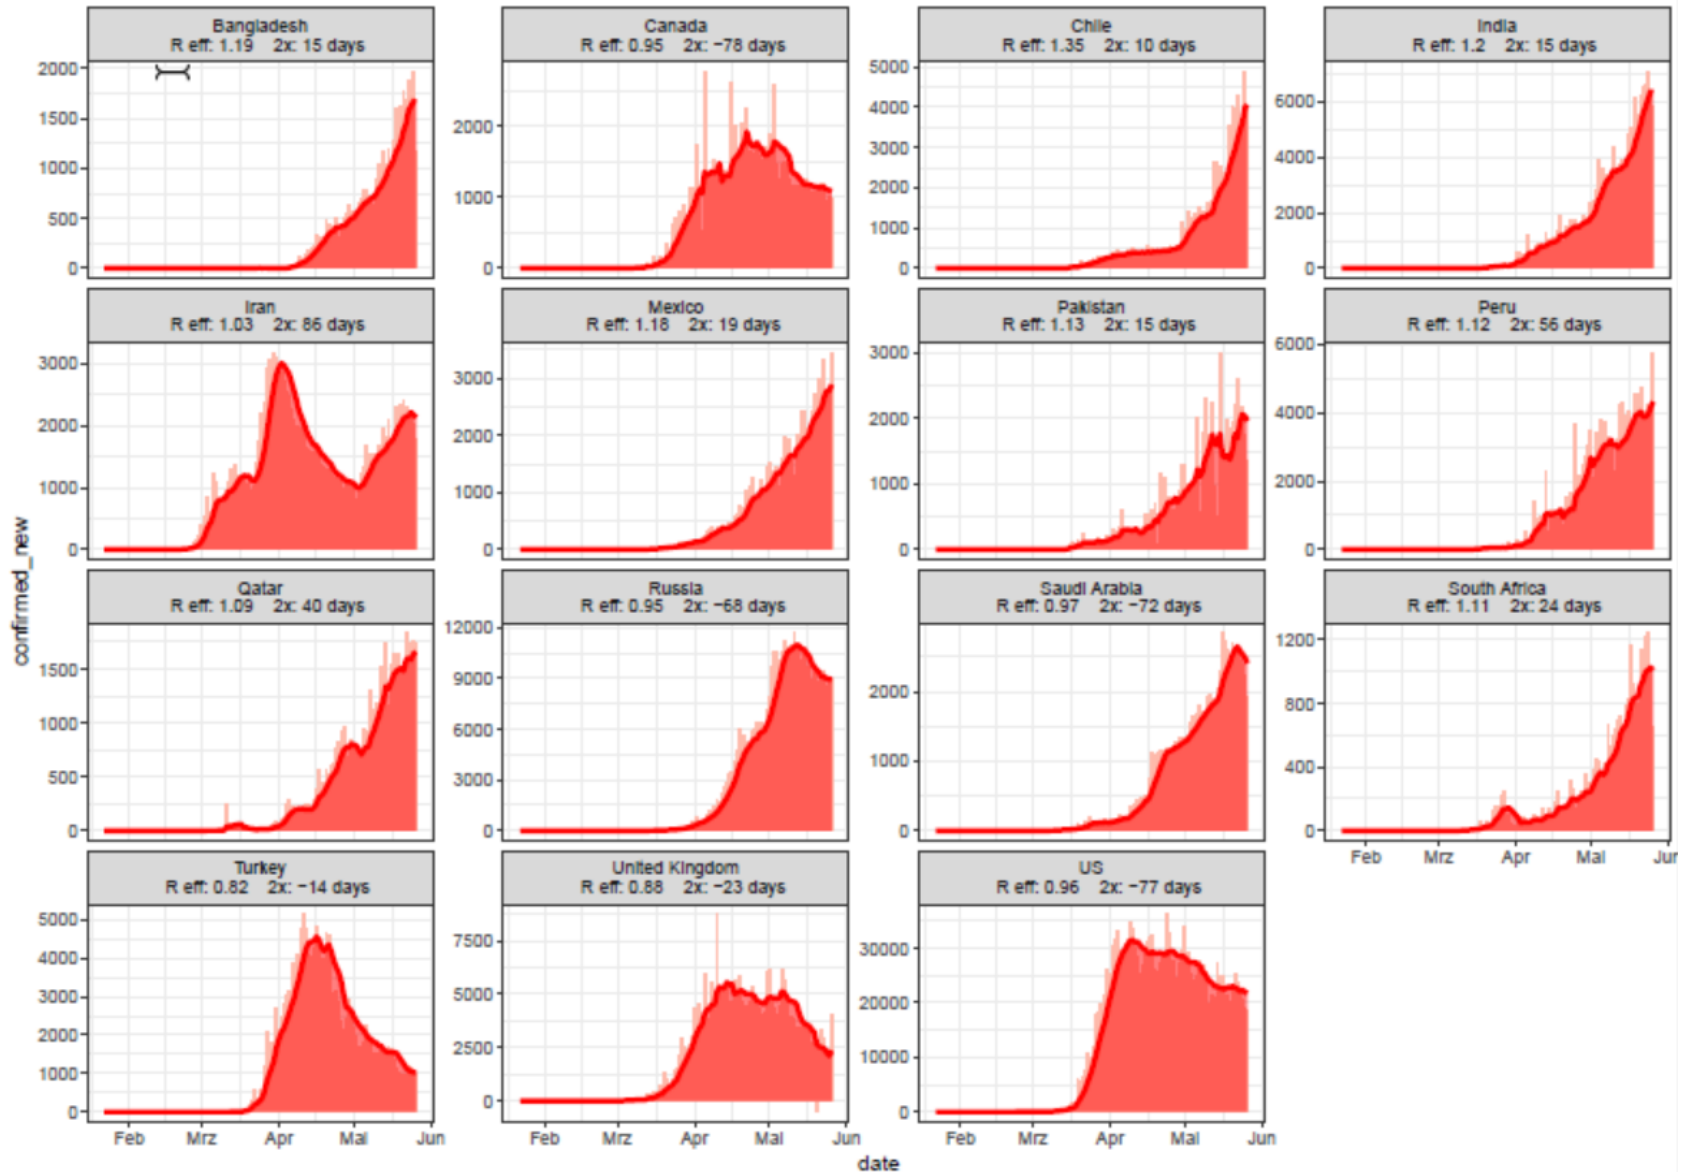 Bangladesh
R eff: 1.19 2x: 15 days
Canada
R eff: 0.95 2x: −78 days
Chile
R eff: 1.35 2x: 10 days
India
R eff: 1.2 2x: 15 days
2000
1500
1000
500
0
2000
1000
0
5000
4000
3000
2000
1000
0
6000
4000
2000
0
Iran
R eff: 1.03 2x: 86 days
Mexico
R eff: 1.18 2x: 19 days
Pakistan
R eff: 1.13 2x: 15 days
Peru
R eff: 1.12 2x: 56 days
3000
2000
1000
0
3000
2000
1000
0
3000
2000
1000
0
6000
4000
2000
0
confirmed_new
Qatar
R eff: 1.09 2x: 40 days
Russia
R eff: 0.95 2x: −68 days
Saudi Arabia
R eff: 0.97 2x: −72 days
South Africa
R eff: 1.11 2x: 24 days
1500
1000
500
0
12000
9000
6000
3000
0
2000
1000
0
1200
800
400
0
Feb Mrz Apr Mai Jun
Turkey
R eff: 0.82 2x: −14 days
United Kingdom
R eff: 0.88 2x: −23 days
US
R eff: 0.96 2x: −77 days
5000
4000
3000
2000
1000
0
7500
5000
2500
0
30000
20000
10000
0
Feb Mrz Apr Mai Jun
Feb Mrz Apr Mai Jun
Feb Mrz Apr Mai Jun
date